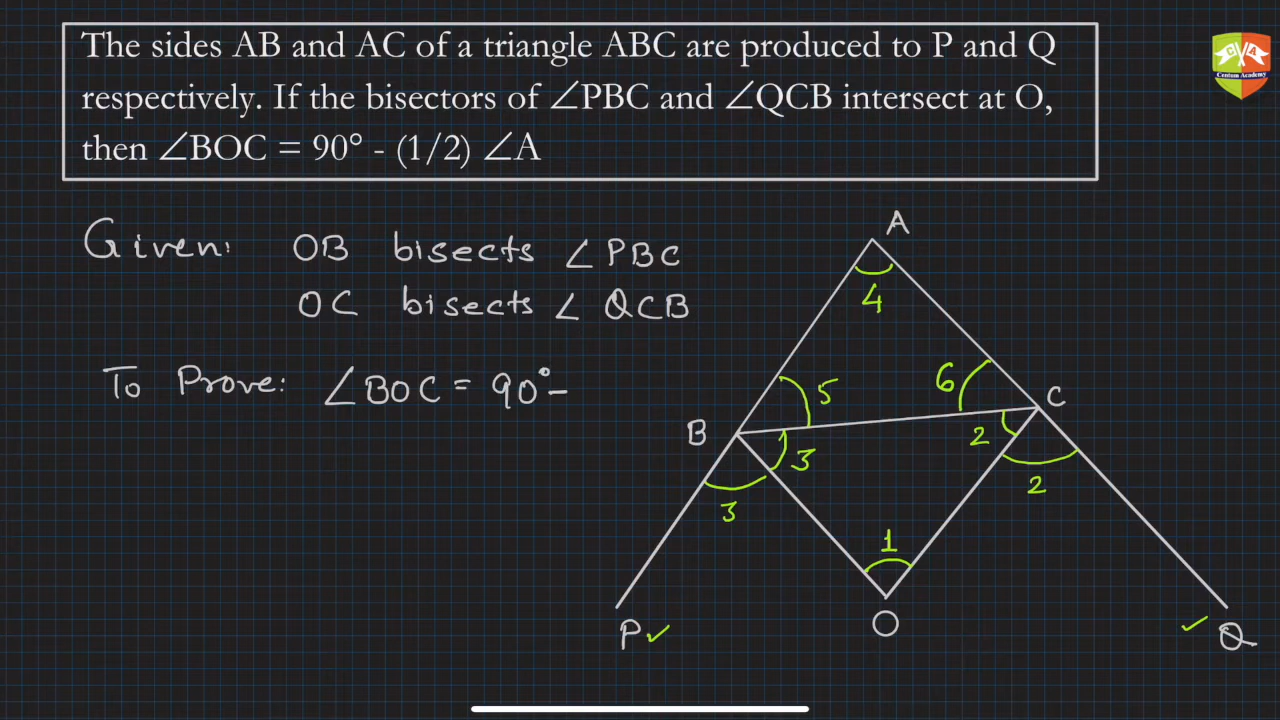 The sides AB and AC of a triangle ABC are produced to P and Q
respectively. If the bisectors of ∠PBC and ∠QCB intersect at O,
then ∠BOC = 90° - (1/2) ∠A
C A
Centum Academy
Given: OB bisects ∠PBC
OC bisects ∠QCB
To Prove: ∠BOC = 90° -
A
4
5
6
C
B
3
2
3
2
1
P ✓
O
✓ Q